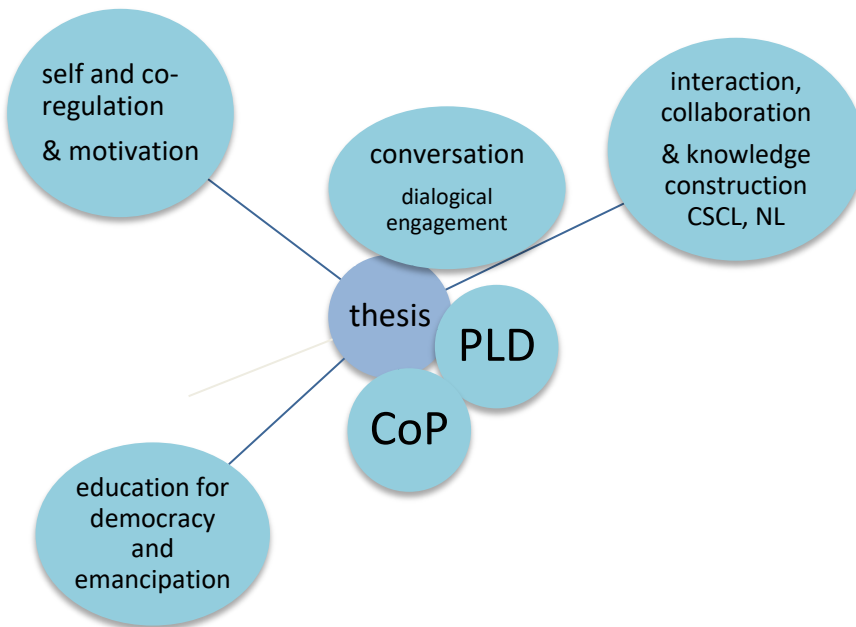 self and co-
regulation
& motivation
conversation
dialogical
engagement
interaction,
collaboration
& knowledge
construction
CSCL, NL
thesis
PLD
CoP
education for
democracy
and
emancipation